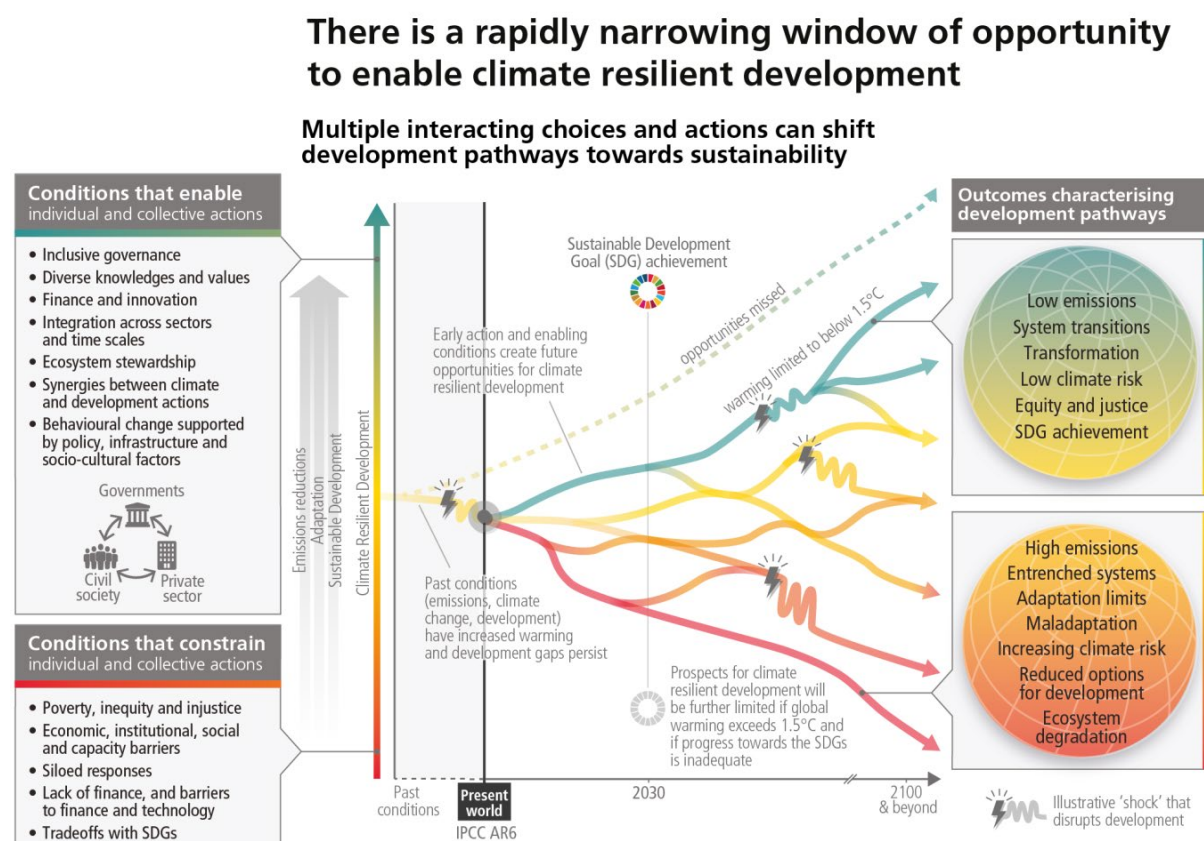 There is a rapidly narrowing window of opportunity
to enable climate resilient development
Multiple interacting choices and actions can shift
development pathways towards sustainability
Conditions that enable
individual and collective actions
• Inclusive governance
• Diverse knowledges and values
• Finance and innovation
• Integration across sectors
and time scales
• Ecosystem stewardship
• Synergies between climate
and development actions
• Behavioural change supported
by policy, infrastructure and
socio-cultural factors
Governments
Civil
society
Private
sector
Conditions that constrain
individual and collective actions
• Poverty, inequity and injustice
• Economic, institutional, social
and capacity barriers
• Siloed responses
• Lack of finance, and barriers
to finance and technology
• Tradeoffs with SDGs
Emissions reductions
Adaptation
Sustainable Development
Climate Resilient Development
Sustainable Development
Goal (SDG) achievement
Early action and enabling
conditions create future
opportunities for climate
resilient development
opportunities missed
warming limited to below 1.5°C
Past conditions
(emissions, climate
change, development)
have increased warming
and development gaps persist
Prospects for climate
resilient development will
be further limited if global
warming exceeds 1.5°C and
if progress towards the SDGs
is inadequate
Past
conditions
Present
world
IPCC AR6
2030
2100
& beyond
Outcomes characterising
development pathways
Low emissions
System transitions
Transformation
Low climate risk
Equity and justice
SDG achievement
High emissions
Entrenched systems
Adaptation limits
Maladaptation
Increasing climate risk
Reduced options
for development
Ecosystem
degradation
Illustrative 'shock' that
disrupts development